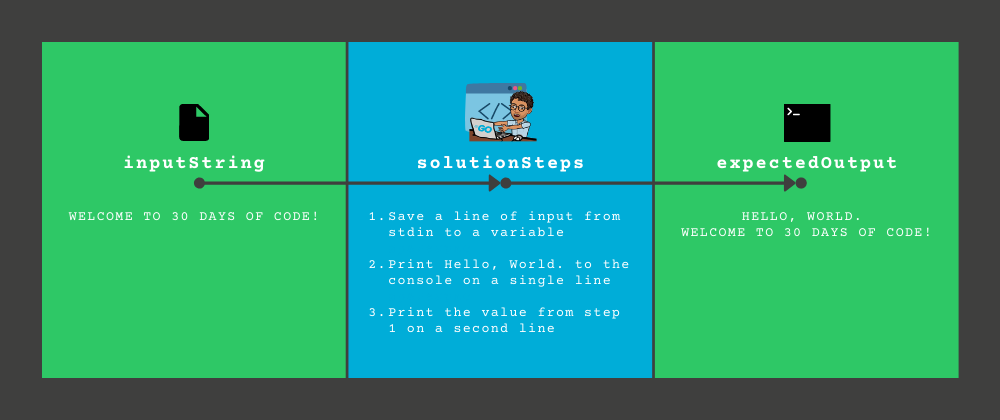 </>
GO
>_
inputString
solutionSteps
expectedOutput
WELCOME TO 30 DAYS OF CODE!
1. Save a line of input from
stdin to a variable
2. Print Hello, World. to the
console on a single line
3. Print the value from step
1 on a second line
HELLO, WORLD.
WELCOME TO 30 DAYS OF CODE!